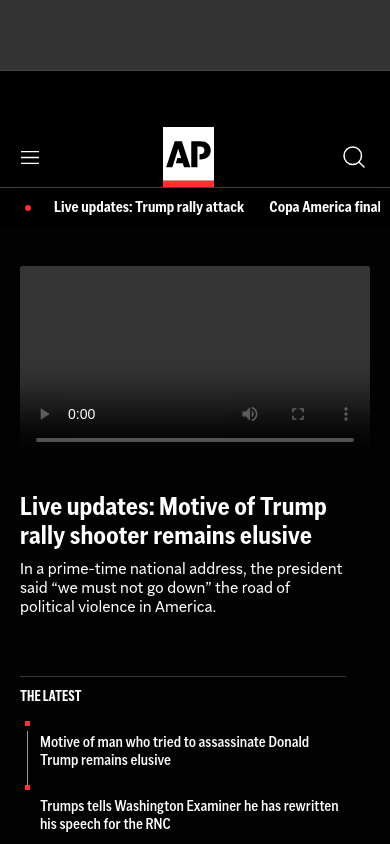 AP
Live updates: Trump rally attack
Copa America final
0:00
Live updates: Motive of Trump
rally shooter remains elusive
In a prime-time national address, the president
said “we must not go down” the road of
political violence in America.
THE LATEST
Motive of man who tried to assassinate Donald
Trump remains elusive
Trumps tells Washington Examiner he has rewritten
his speech for the RNC